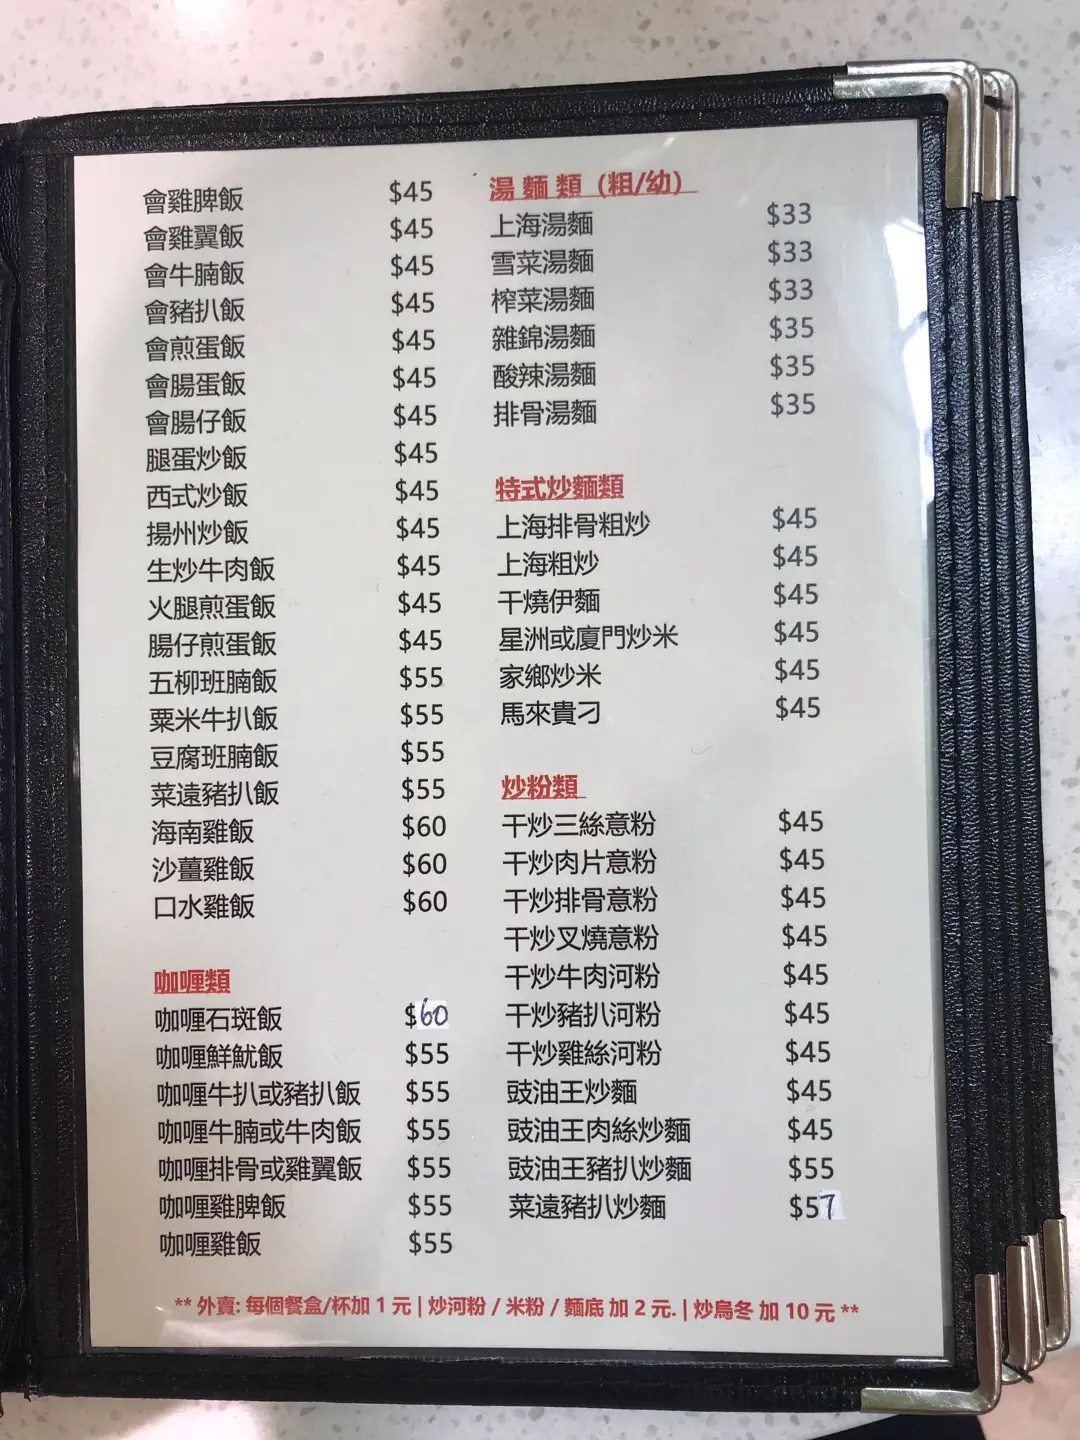 會雞脾飯 $45
會雞翼飯 $45
會牛腩飯 $45
會豬扒飯 $45
會煎蛋飯 $45
會腸蛋飯 $45
會腸仔飯 $45
腿蛋炒飯 $45
西式炒飯 $45
揚州炒飯 $45
生炒牛肉飯 $45
火腿煎蛋飯 $45
腸仔煎蛋飯 $45
五柳班腩飯 $55
粟米牛扒飯 $55
豆腐班腩飯 $55
菜遠豬扒飯 $55
海南雞飯 $60
沙薑雞飯 $60
口水雞飯 $60
咖喱類
咖喱石斑飯 $60
咖喱鮮魷飯 $55
咖喱牛扒或豬扒飯 $55
咖喱牛腩或牛肉飯 $55
咖喱排骨或雞翼飯 $55
咖喱雞脾飯 $55
咖喱雞飯 $55
湯麵類（粗/幼）
上海湯麵 $33
雪菜湯麵 $33
榨菜湯麵 $33
雜錦湯麵 $35
酸辣湯麵 $35
排骨湯麵 $35
特式炒麵類
上海排骨粗炒 $45
上海粗炒 $45
干燒伊麵 $45
星洲或廈門炒米 $45
家鄉炒米 $45
馬來貴刁 $45
炒粉類
干炒三絲意粉 $45
干炒肉片意粉 $45
干炒排骨意粉 $45
干炒叉燒意粉 $45
干炒牛肉河粉 $45
干炒豬扒河粉 $45
干炒雞絲河粉 $45
豉油王炒麵 $45
豉油王肉絲炒麵 $45
豉油王豬扒炒麵 $55
菜遠豬扒炒麵 $57
** 外賣: 每個餐盒/杯加 1 元 | 炒河粉 / 米粉 / 麵底 加 2 元. | 炒烏冬 加 10 元 **